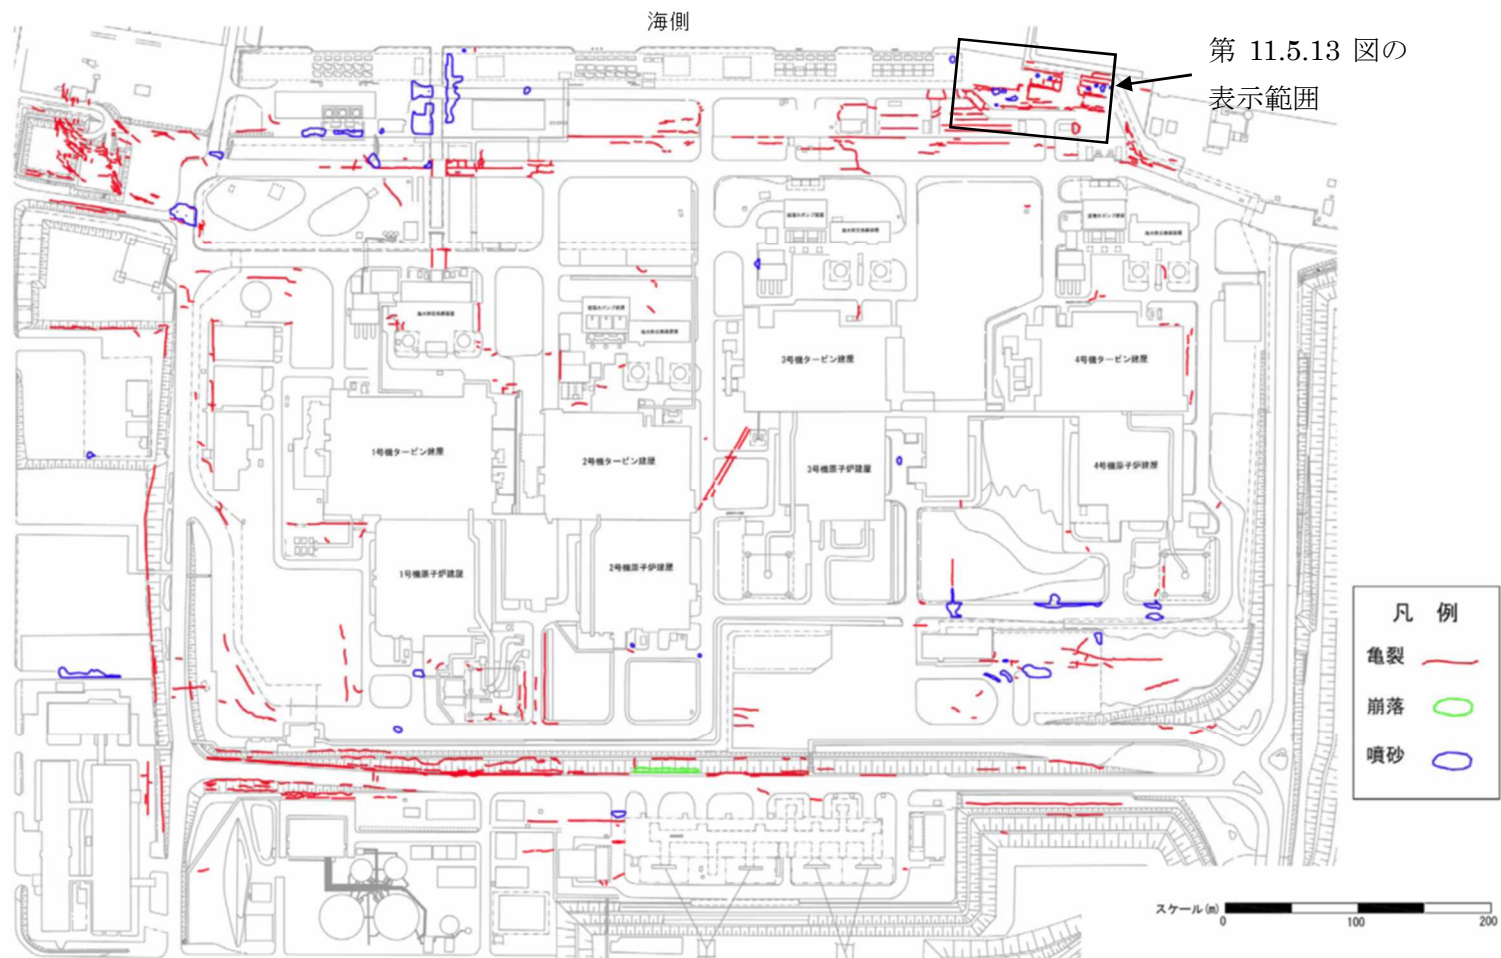 海側
第 11.5.13 図の
表示範囲
3号機タービン建屋
4号機タービン建屋
1号機タービン建屋
2号機タービン建屋
3号機原子炉建屋
4号機原子炉建屋
1号機原子炉建屋
2号機原子炉建屋
凡 例
亀裂
崩落
噴砂
スケール(m)
0
100
200